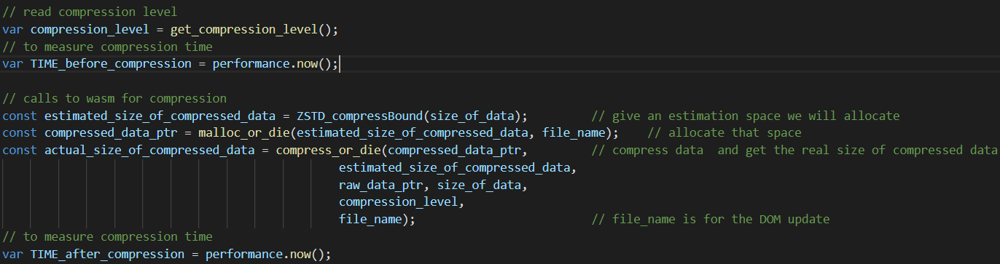 // read compression level
var compression_level = get_compression_level();
// to measure compression time
var TIME_before_compression = performance.now();
// calls to wasm for compression
const estimated_size_of_compressed_data = ZSTD_compressBound(size_of_data);         // give an estimation space we will allocate
const compressed_data_ptr = malloc_or_die(estimated_size_of_compressed_data, file_name);    // allocate that space
const actual_size_of_compressed_data = compress_or_die(compressed_data_ptr,         // compress data  and get the real size of compressed data
estimated_size_of_compressed_data,
raw_data_ptr, size_of_data,
compression_level,
file_name);                         // file_name is for the DOM update
// to measure compression time
var TIME_after_compression = performance.now();